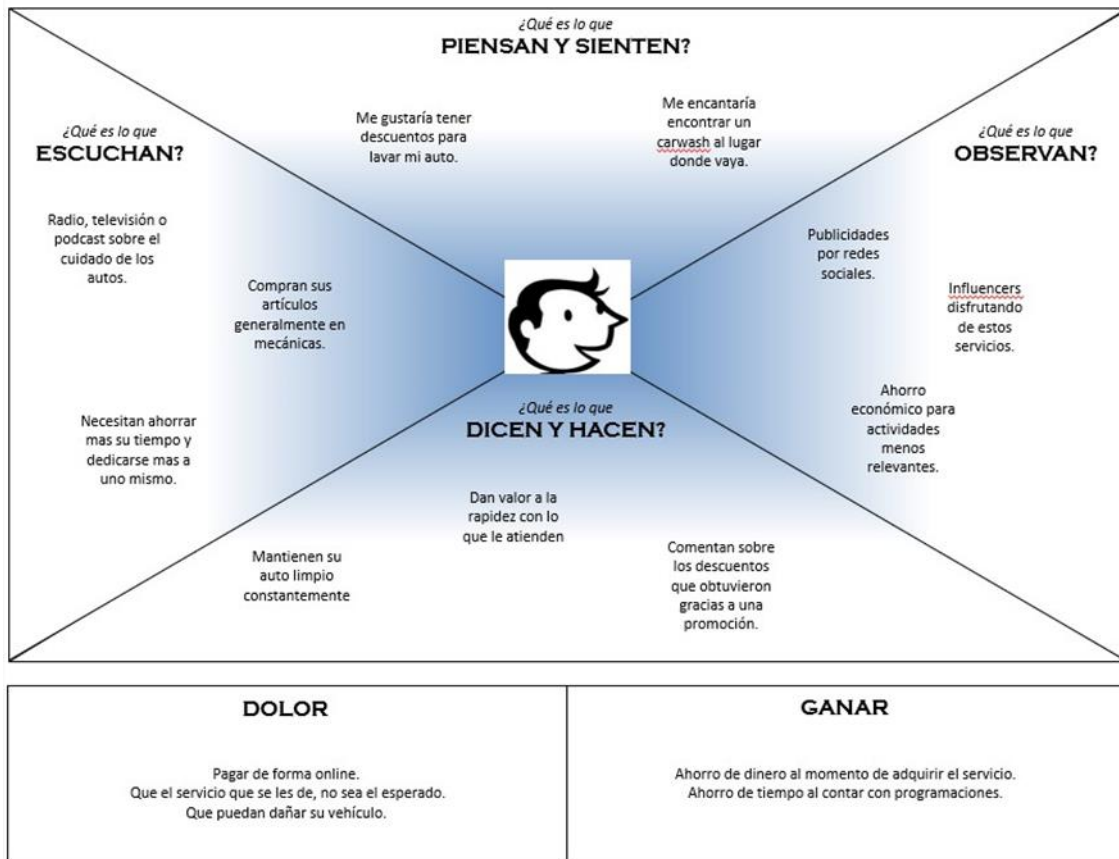 ¿Qué es lo que
PIENSAN Y SIENTEN?
Me gustaría tener
descuentos para
lavar mi auto.
Me encantaría
encontrar un
carwash al lugar
donde vaya.
¿Qué es lo que
ESCUCHAN?
Radio, televisión o
podcast sobre el
cuidado de los
autos.
Compran sus
artículos
generalmente en
mecánicas.
Necesitan ahorrar
mas su tiempo y
dedicarse mas a
uno mismo.
¿Qué es lo que
OBSERVAN?
Publicidades
por redes
sociales.
Influencers
disfrutando
de estos
servicios.
Ahorro
económico para
actividades
menos
relevantes.
¿Qué es lo que
DICEN Y HACEN?
Dan valor a la
rapidez con lo
que le atienden
Mantienen su
auto limpio
constantemente
Comentan sobre
los descuentos
que obtuvieron
gracias a una
promoción.
DOLOR
Pagar de forma online.
Que el servicio que se les de, no sea el esperado.
Que puedan dañar su vehículo.
GANAR
Ahorro de dinero al momento de adquirir el servicio.
Ahorro de tiempo al contar con programaciones.